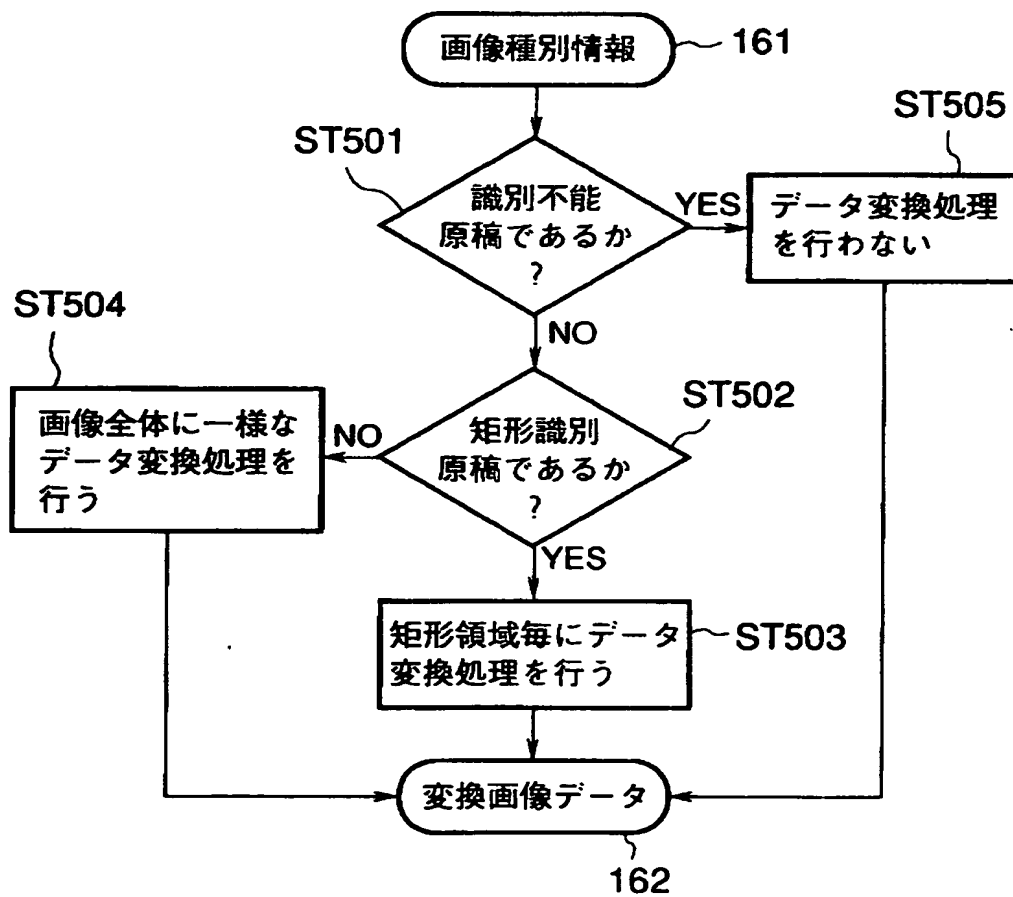 画像種別情報
161
ST501
識別不能
原稿であるか
?
YES
ST505
データ変換処理
を行わない
NO
ST504
画像全体に一様な
データ変換処理を
行う
NO
ST502
矩形識別
原稿であるか
?
YES
矩形領域毎にデータ
変換処理を行う
ST503
変換画像データ
162